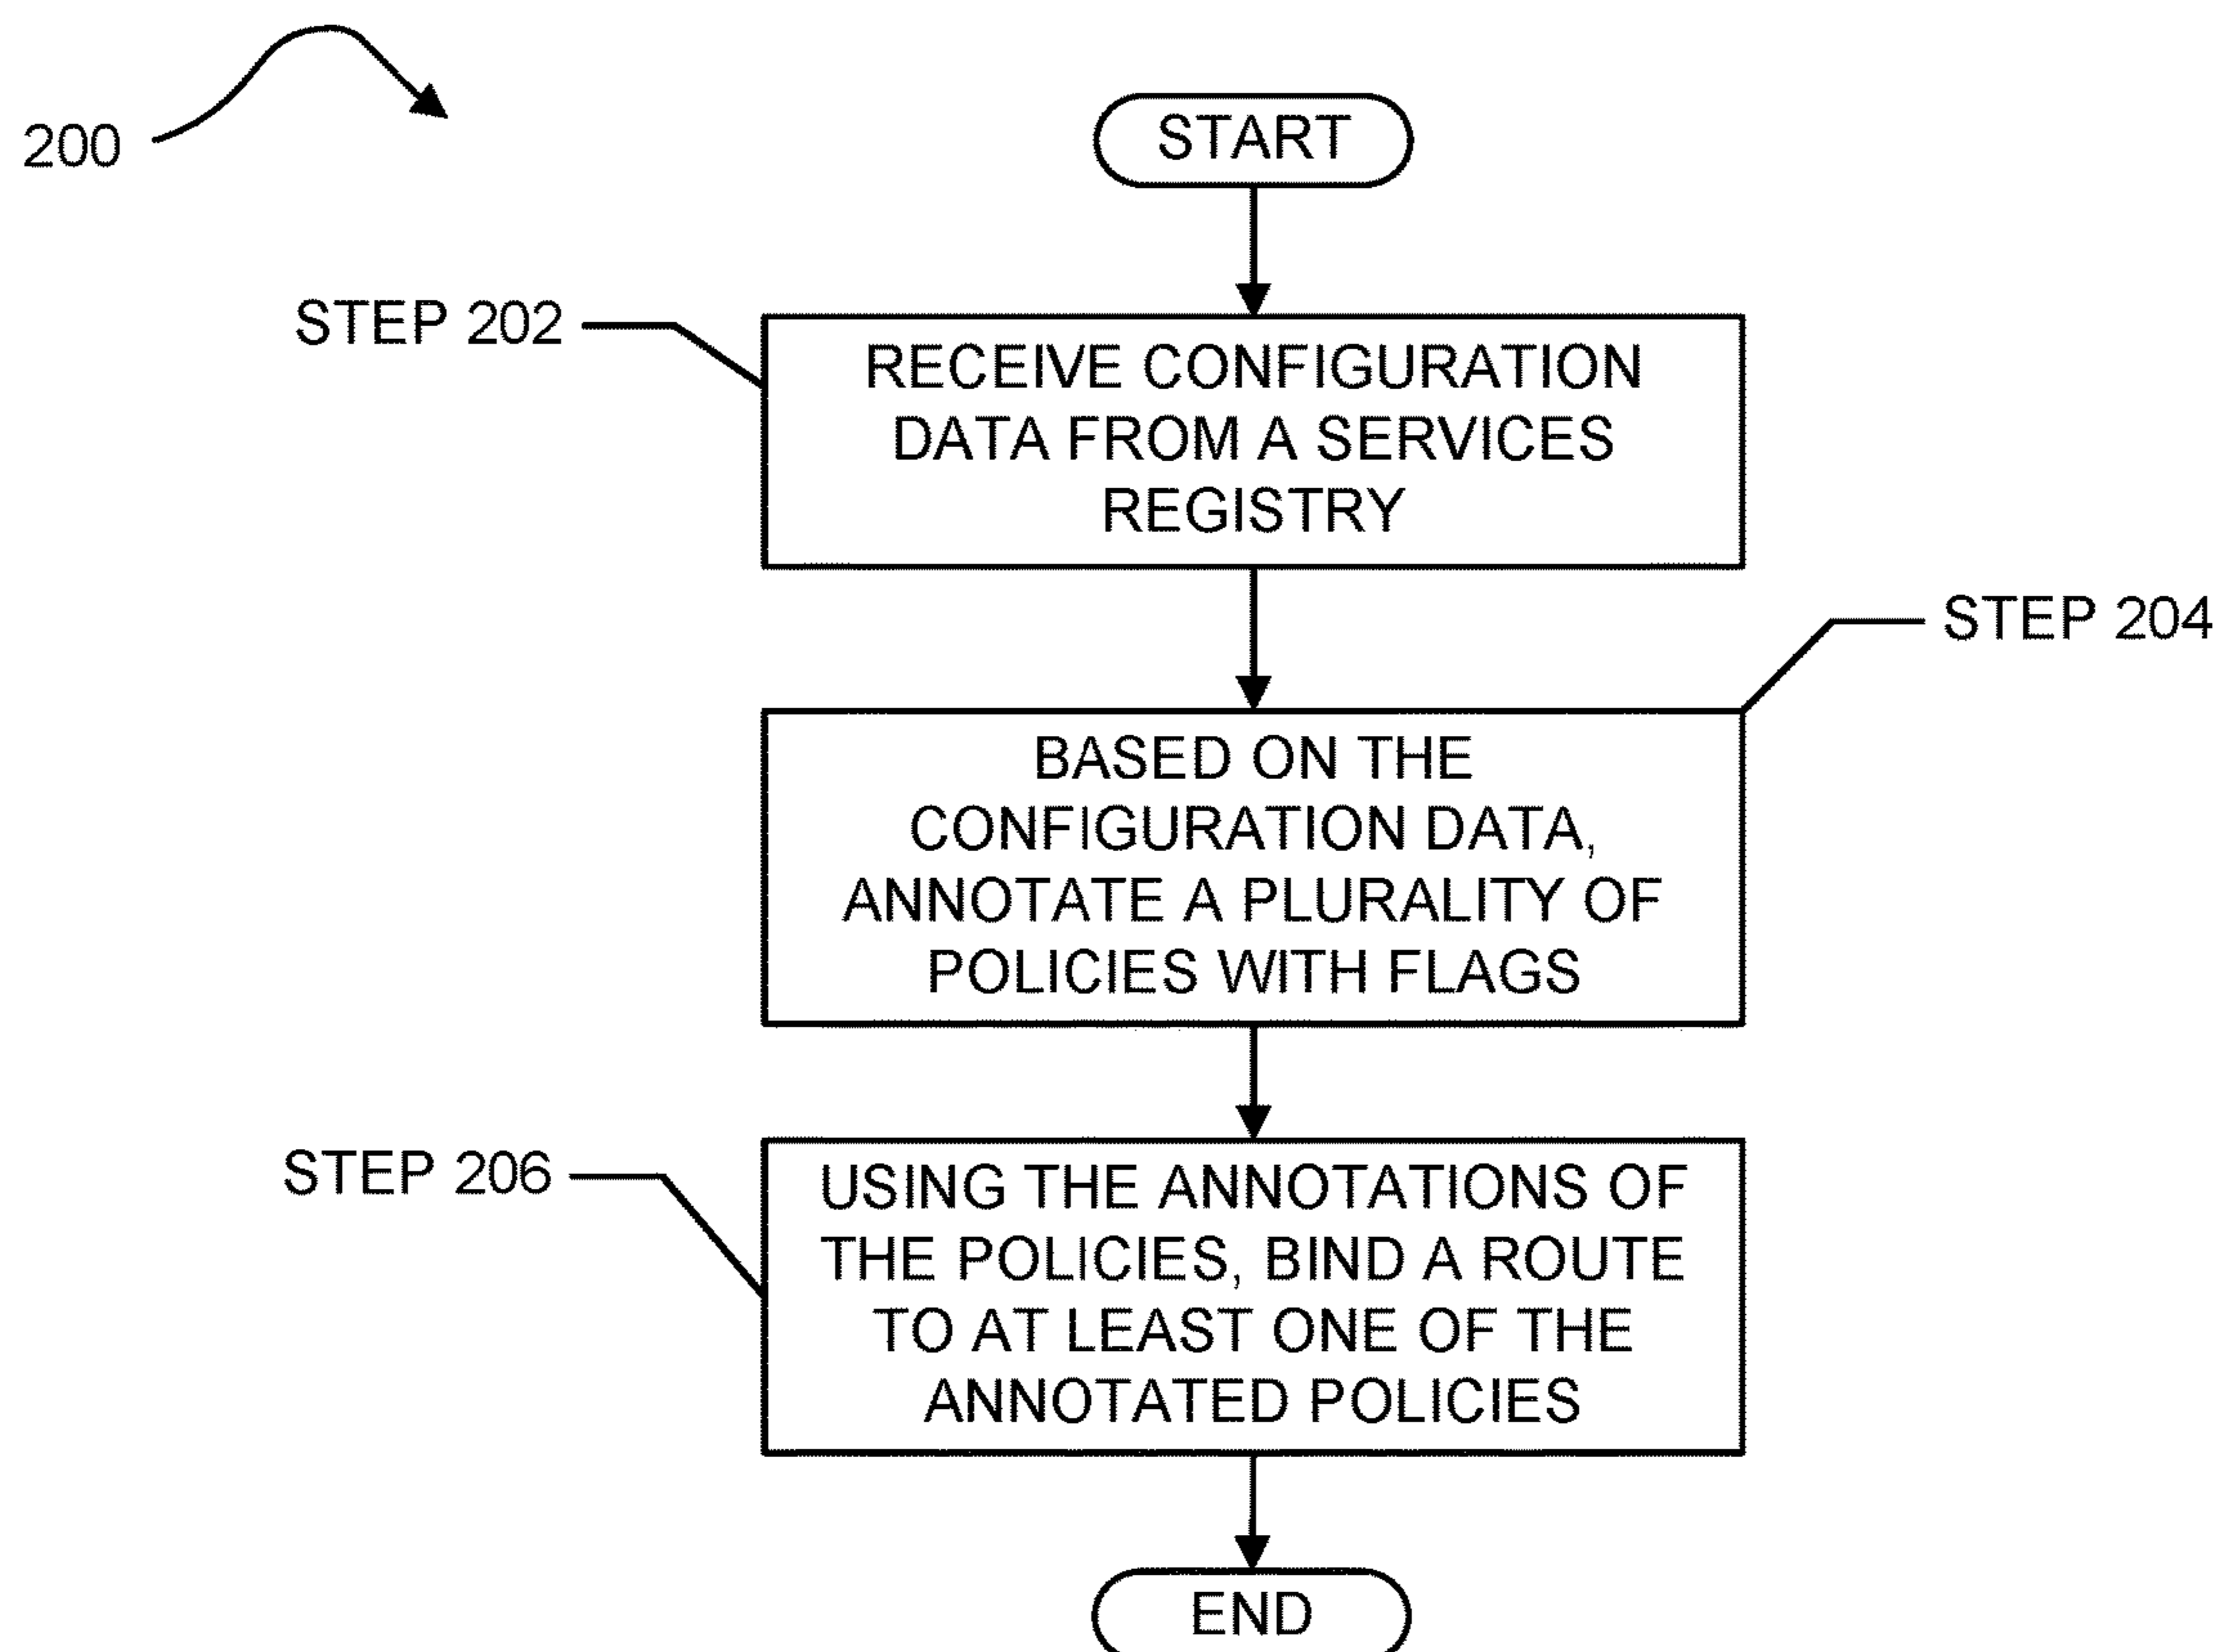 200
START
STEP 202
RECEIVE CONFIGURATION
DATA FROM A SERVICES
REGISTRY
STEP 204
BASED ON THE
CONFIGURATION DATA,
ANNOTATE A PLURALITY OF
POLICIES WITH FLAGS
STEP 206
USING THE ANNOTATIONS OF
THE POLICIES, BIND A ROUTE
TO AT LEAST ONE OF THE
ANNOTATED POLICIES
END